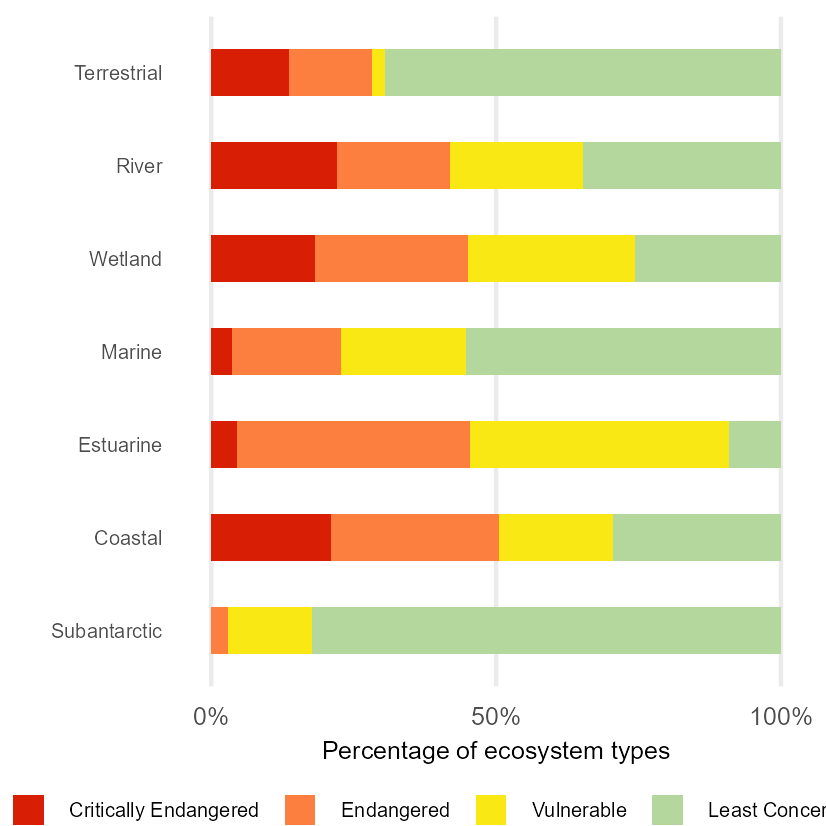 Terrestrial
River
Wetland
Marine
Estuarine
Coastal
Subantarctic
0% 50% 100%
Percentage of ecosystem types
Critically Endangered Endangered Vulnerable Least Concer